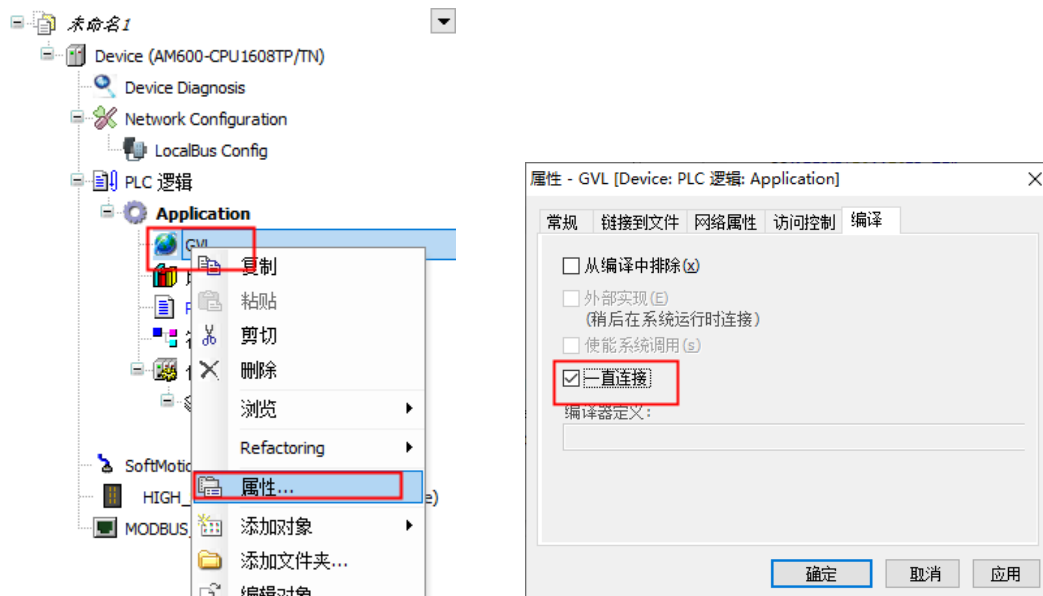 未命名1
Device (AM600-CPU1608TP/TN)
Device Diagnosis
Network Configuration
LocalBus Config
PLC 逻辑
Application
GVL
复制
粘贴
剪切
删除
浏览
Refactoring
属性...
添加对象
添加文件夹...
编辑对象
SoftMotic
HIGH_
e)
MODBUS_
属性 - GVL [Device: PLC 逻辑: Application]
常规 链接到文件 网络属性 访问控制 编译
从编译中排除(x)
外部实现(E)
(稍后在系统运行时连接)
使能系统调用(s)
一直连接
编译器定义:
确定 取消 应用